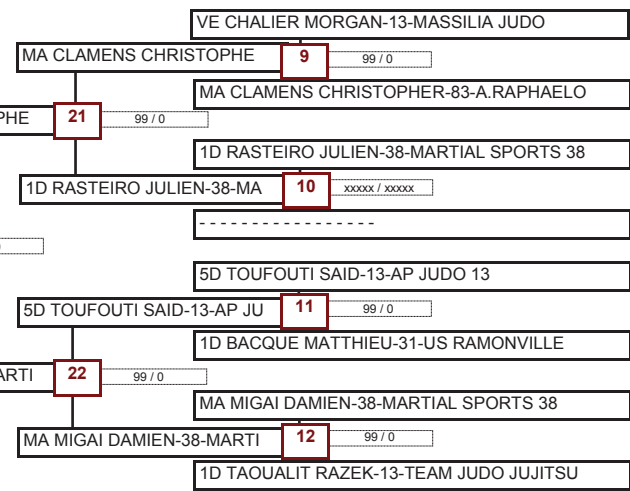 VE CHALIER MORGAN-13-MASSILIA JUDO
MA CLAMENS CHRISTOPHE
9
99 / 0
MA CLAMENS CHRISTOPHER-83-A.RAPHAELO
PHE
21
99 / 0
1D RASTEIRO JULIEN-38-MARTIAL SPORTS 38
1D RASTEIRO JULIEN-38-MA
10
xxxxx / xxxxx
- - - - - - - - - - - - - - - - -
5D TOUFOUTI SAID-13-AP JUDO 13
5D TOUFOUTI SAID-13-AP JU
11
99 / 0
1D BACQUE MATTHIEU-31-US RAMONVILLE
ARTI
22
99 / 0
MA MIGAI DAMIEN-38-MARTIAL SPORTS 38
MA MIGAI DAMIEN-38-MARTI
12
99 / 0
1D TAOUALIT RAZEK-13-TEAM JUDO JUJITSU